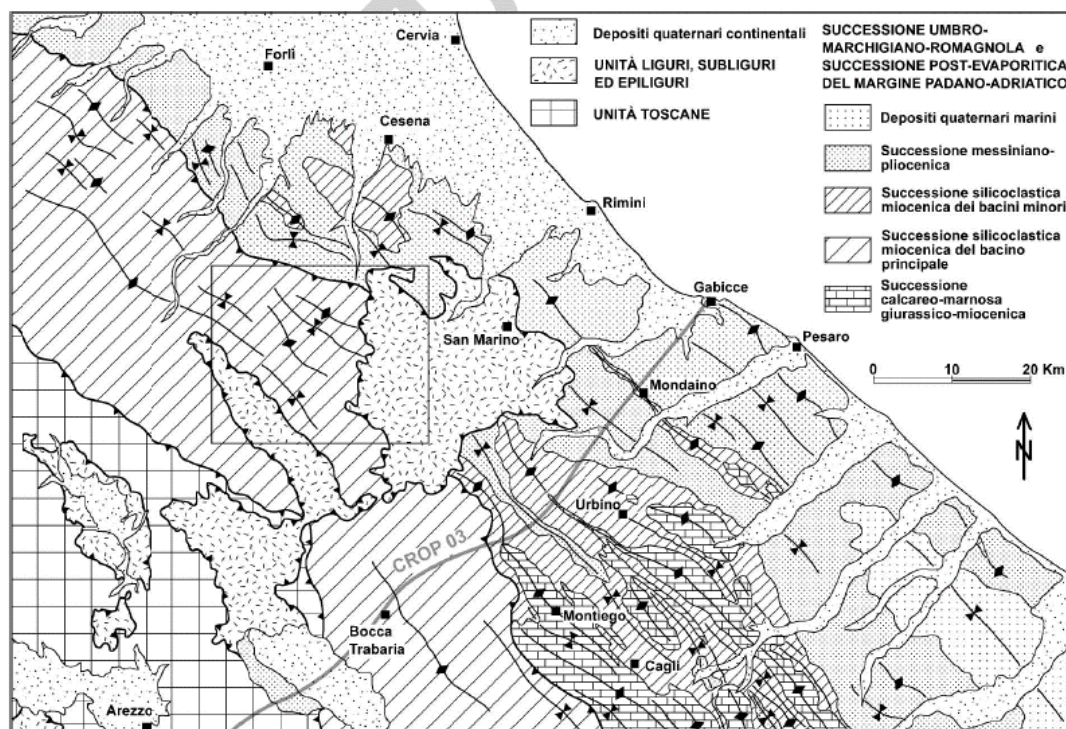 Depositi quaternari continentali
UNITÀ LIGURI, SUBLIGURI
ED EPILIGURI
UNITÀ TOSCANE
SUCCESSIONE UMBRO-
MARCHIGIANO-ROMAGNOLA e
SUCCESSIONE POST-EVAPORITICA
DEL MARGINE PADANO-ADRIATICO
Depositi quaternari marini
Successione messiniano-
pliocenica
Successione silicoclastica
miocenica dei bacini minori
Successione silicoclastica
miocenica del bacino
principale
Successione
calcareo-marnosa
giurassico-miocenica
0 10 20 Km
N
Cervia
Forlì
Cesena
Rimini
Gabicce
San Marino
Pesaro
Mondaino
Urbino
CROP 03
Montiego
Bocca
Trabaria
Cagli
Arezzo